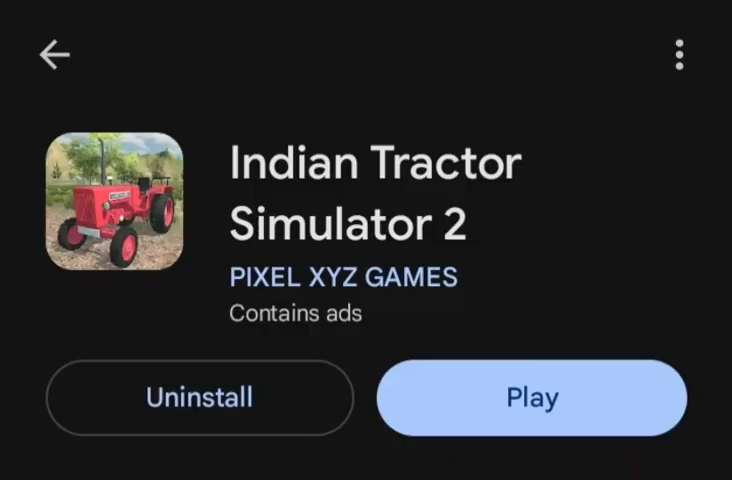 Indian Tractor
Simulator 2
PIXEL XYZ GAMES
Contains ads
Uninstall
Play